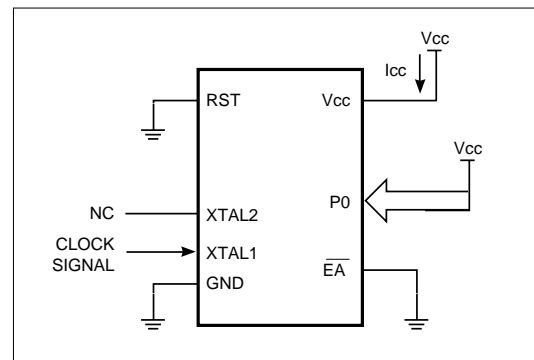 Vcc
Icc
RST
Vcc
Vcc
P0
NC
XTAL2
CLOCK
SIGNAL
XTAL1
GND
EA